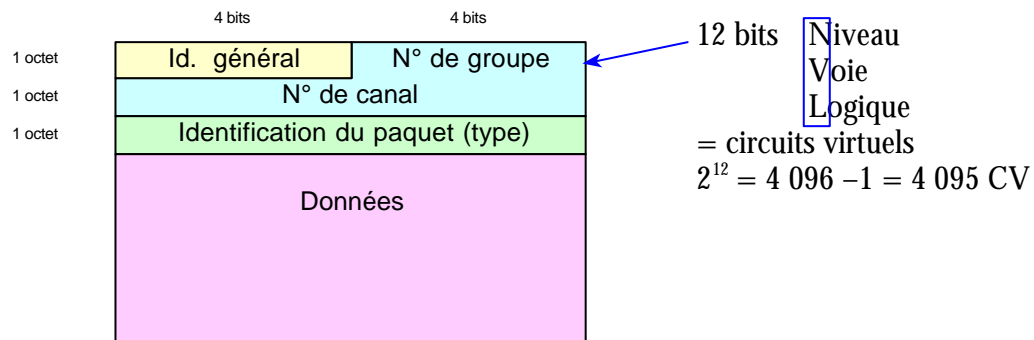 4 bits 4 bits
1 octet Id. général N° de groupe
1 octet N° de canal
1 octet Identification du paquet (type)
Données
12 bits Niveau
Voie
Logique
= circuits virtuels
2¹² = 4 096 –1 = 4 095 CV